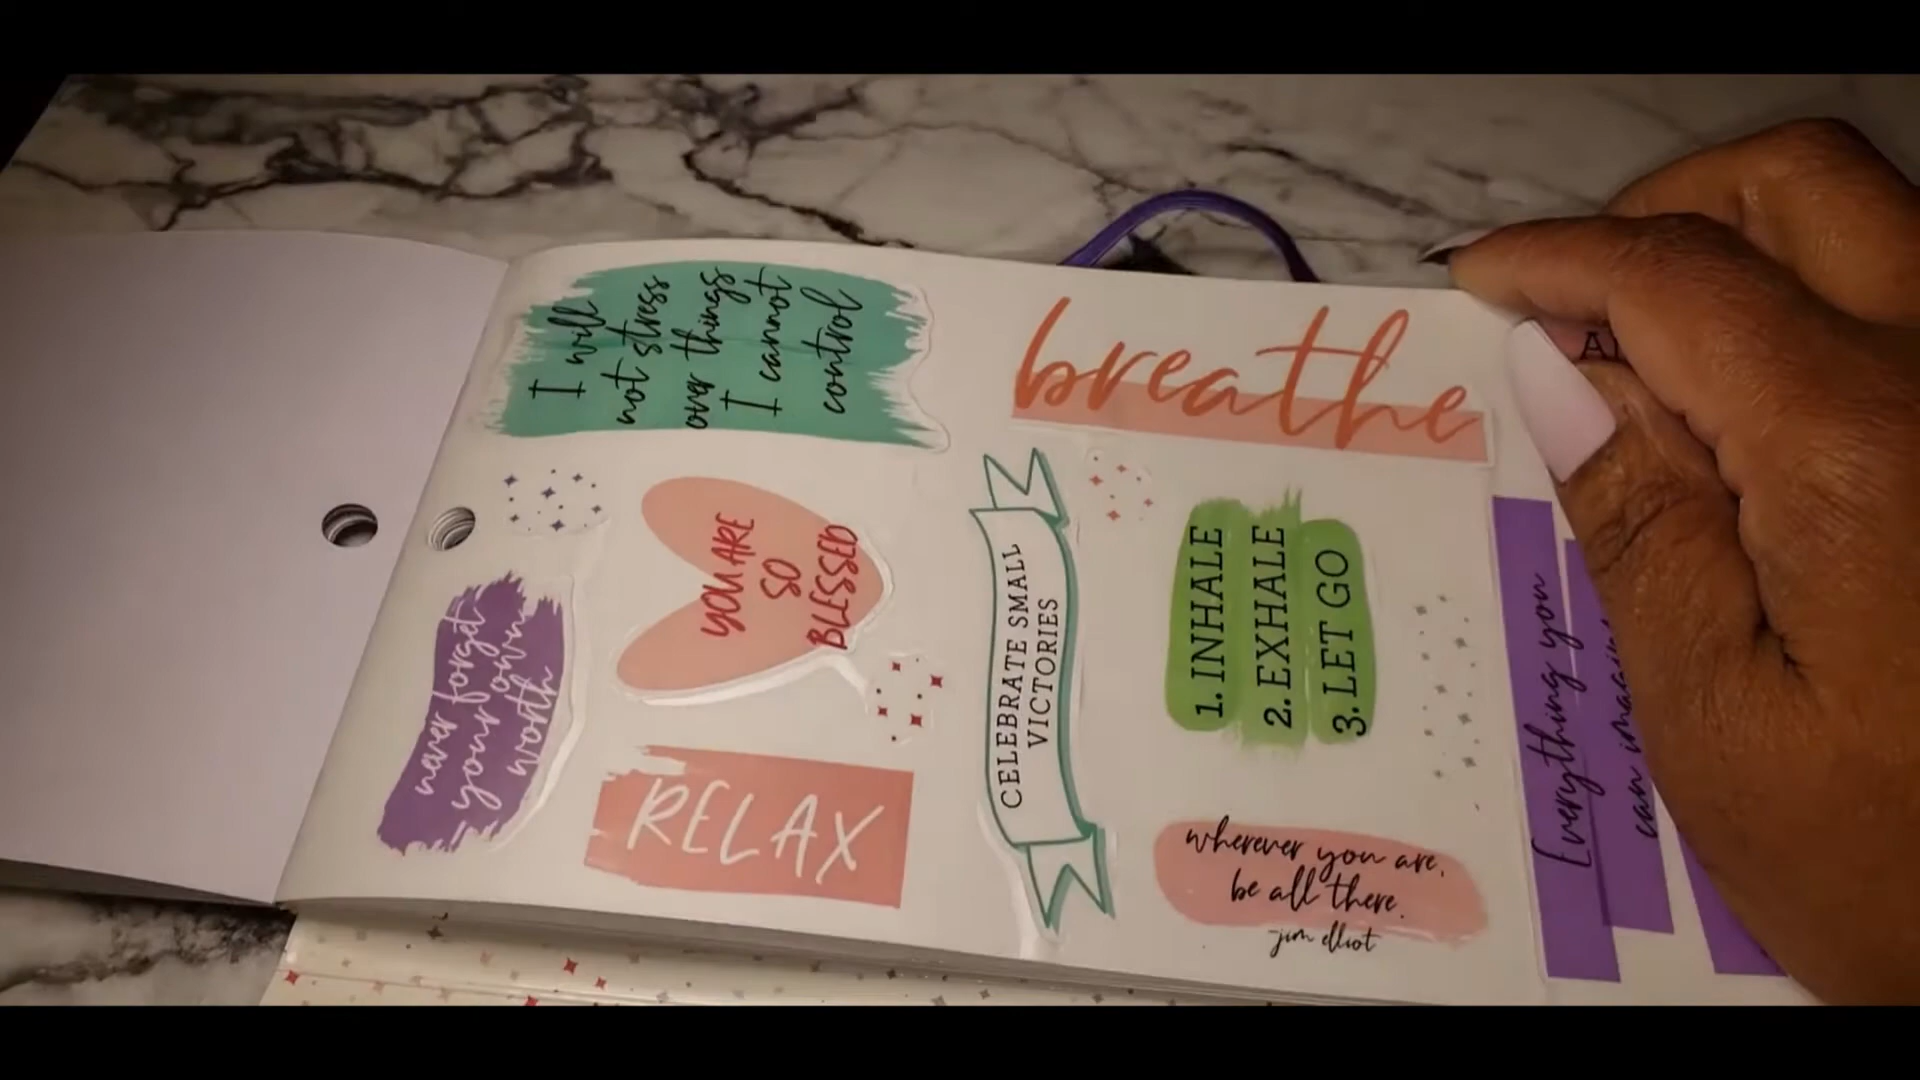 I will
not stress
over things
I cannot
control
breathe
YOU ARE
SO
BLESSED
never forget
your own
worth
RELAX
CELEBRATE SMALL
VICTORIES
1. INHALE
2. EXHALE
3. LET GO
wherever you are,
be all there.
-jim elliot
Everything you
can imagine